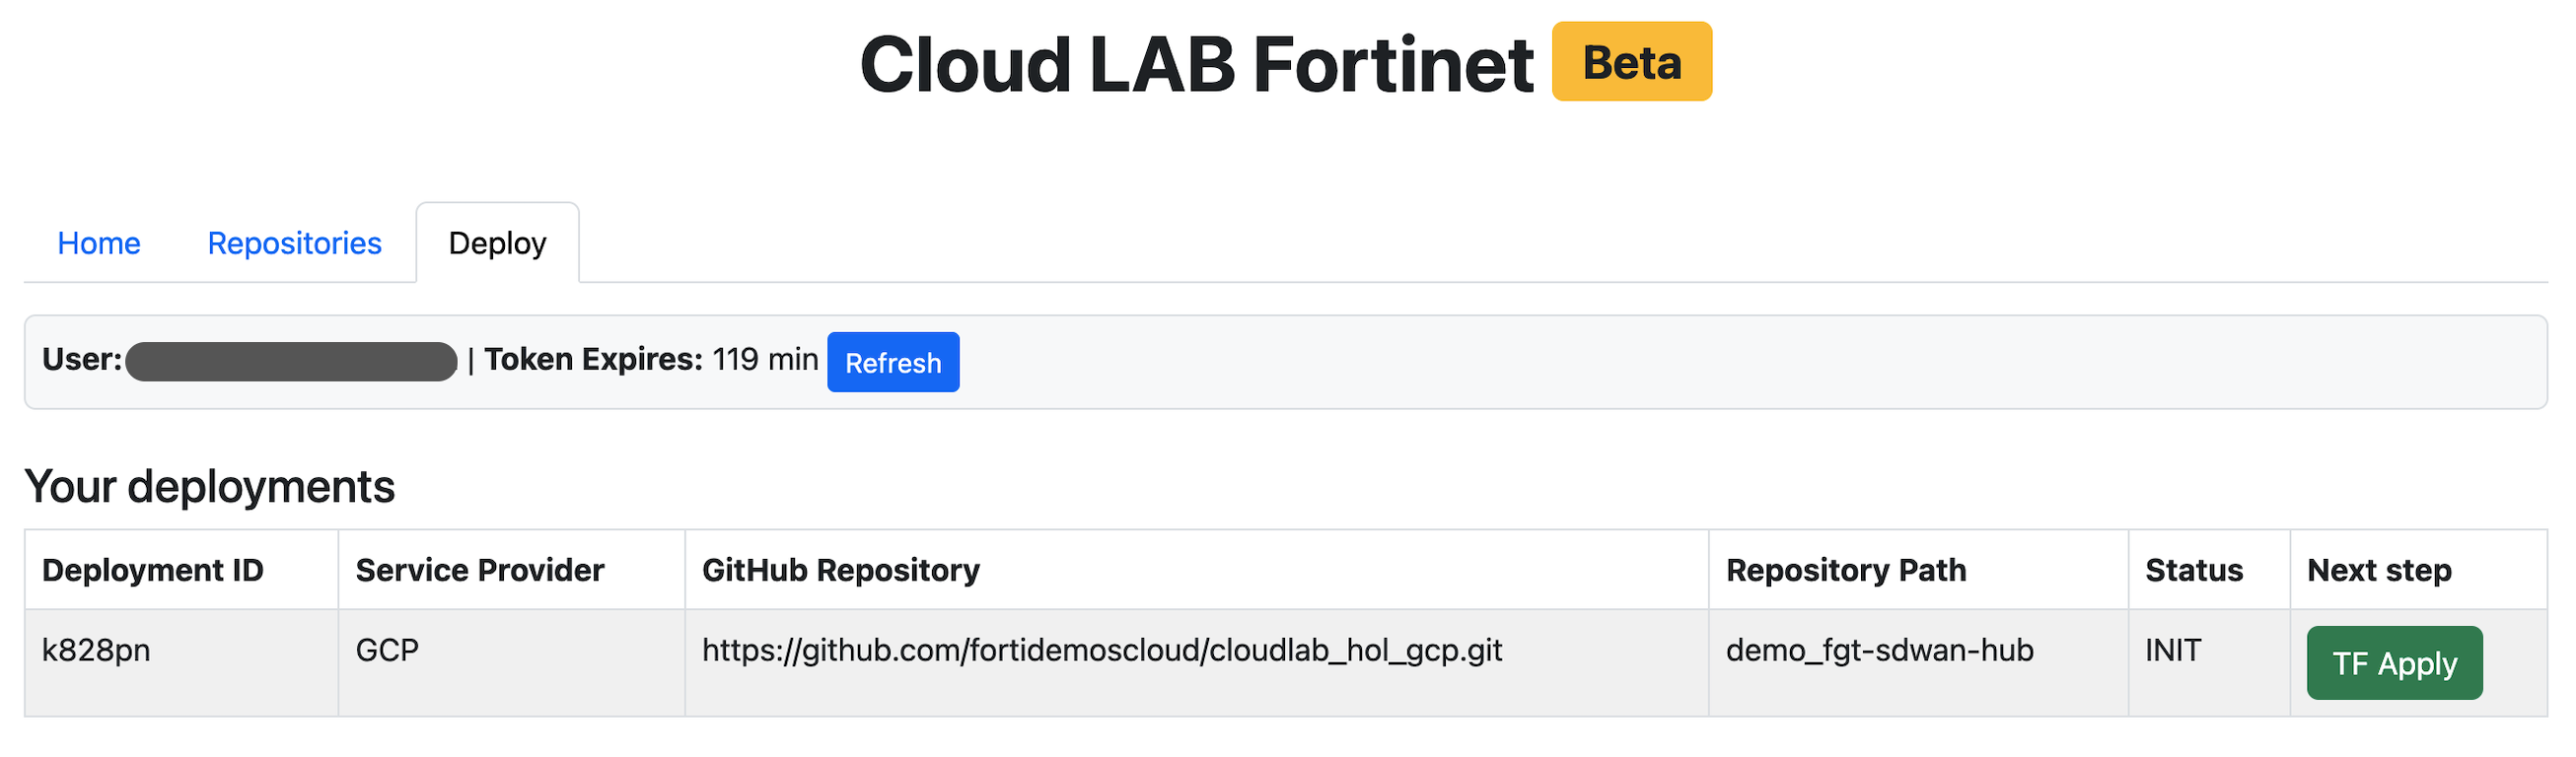 Cloud LAB Fortinet Beta
Home Repositories Deploy
User: | Token Expires: 119 min Refresh
Your deployments
Deployment ID Service Provider GitHub Repository Repository Path Status Next step
k828pn GCP https://github.com/fortidemoscloud/cloudlab_hol_gcp.git demo_fgt-sdwan-hub INIT TF Apply